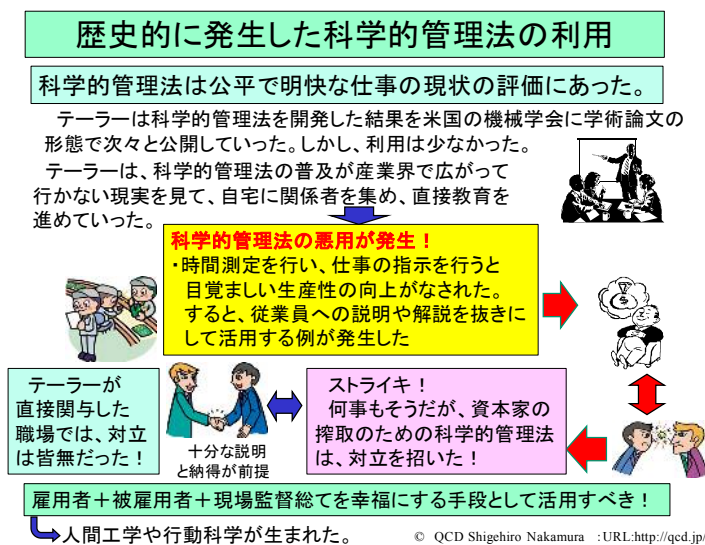 歴史的に発生した科学的管理法の利用
科学的管理法は公平で明快な仕事の現状の評価にあった。
テーラーは科学的管理法を開発した結果を米国の機械学会に学術論文の
形態で次々と公開していった。しかし、利用は少なかった。
テーラーは、科学的管理法の普及が産業界で広がって
行かない現実を見て、自宅に関係者を集め、直接教育を
進めていった。
科学的管理法の悪用が発生！
・時間測定を行い、仕事の指示を行うと
目覚ましい生産性の向上がなされた。
すると、従業員への説明や解説を抜きに
して活用する例が発生した
テーラーが
直接関与した
職場では、対立
は皆無だった！
十分な説明
と納得が前提
ストライキ！
何事もそうだが、資本家の
搾取のための科学的管理法
は、対立を招いた！
雇用者＋被雇用者＋現場監督総てを幸福にする手段として活用すべき！
人間工学や行動科学が生まれた。
© QCD Shigehiro Nakamura :URL:http://qcd.jp/